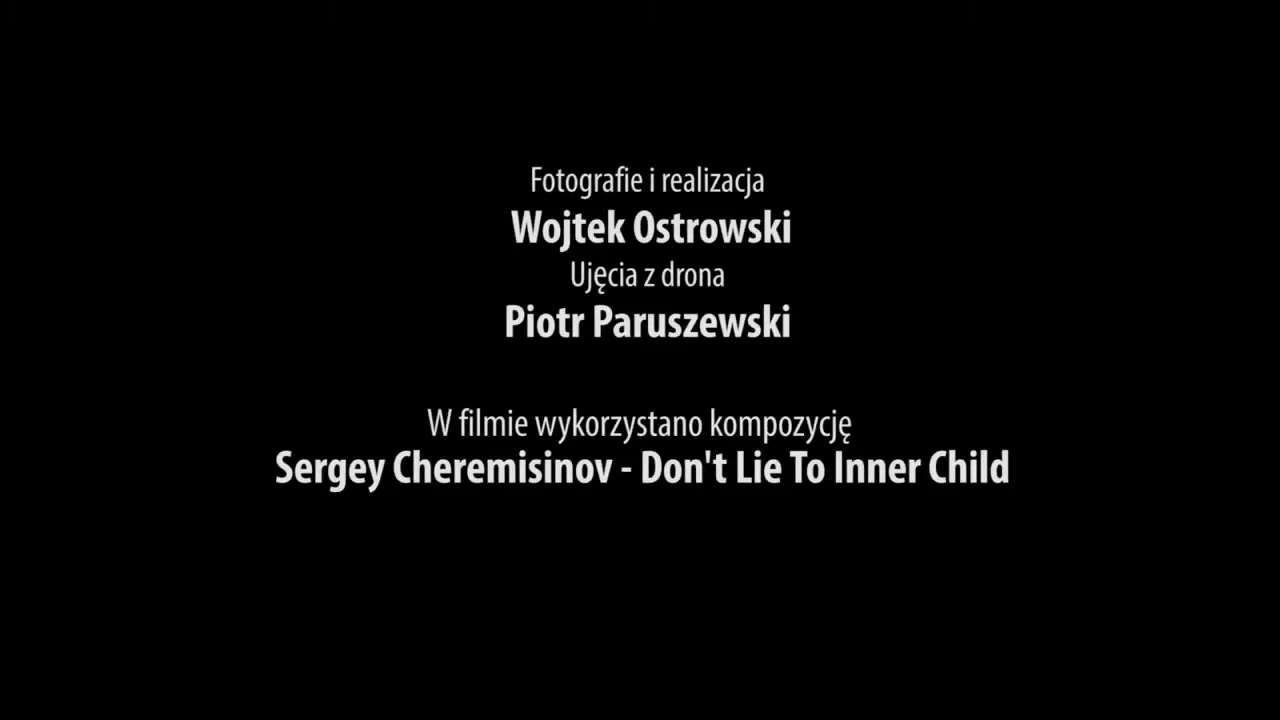 Fotografie i realizacja
Wojtek Ostrowski
Ujęcia z drona
Piotr Paruszewski
W filmie wykorzystano kompozycję
Sergey Cheremisinov - Don't Lie To Inner Child